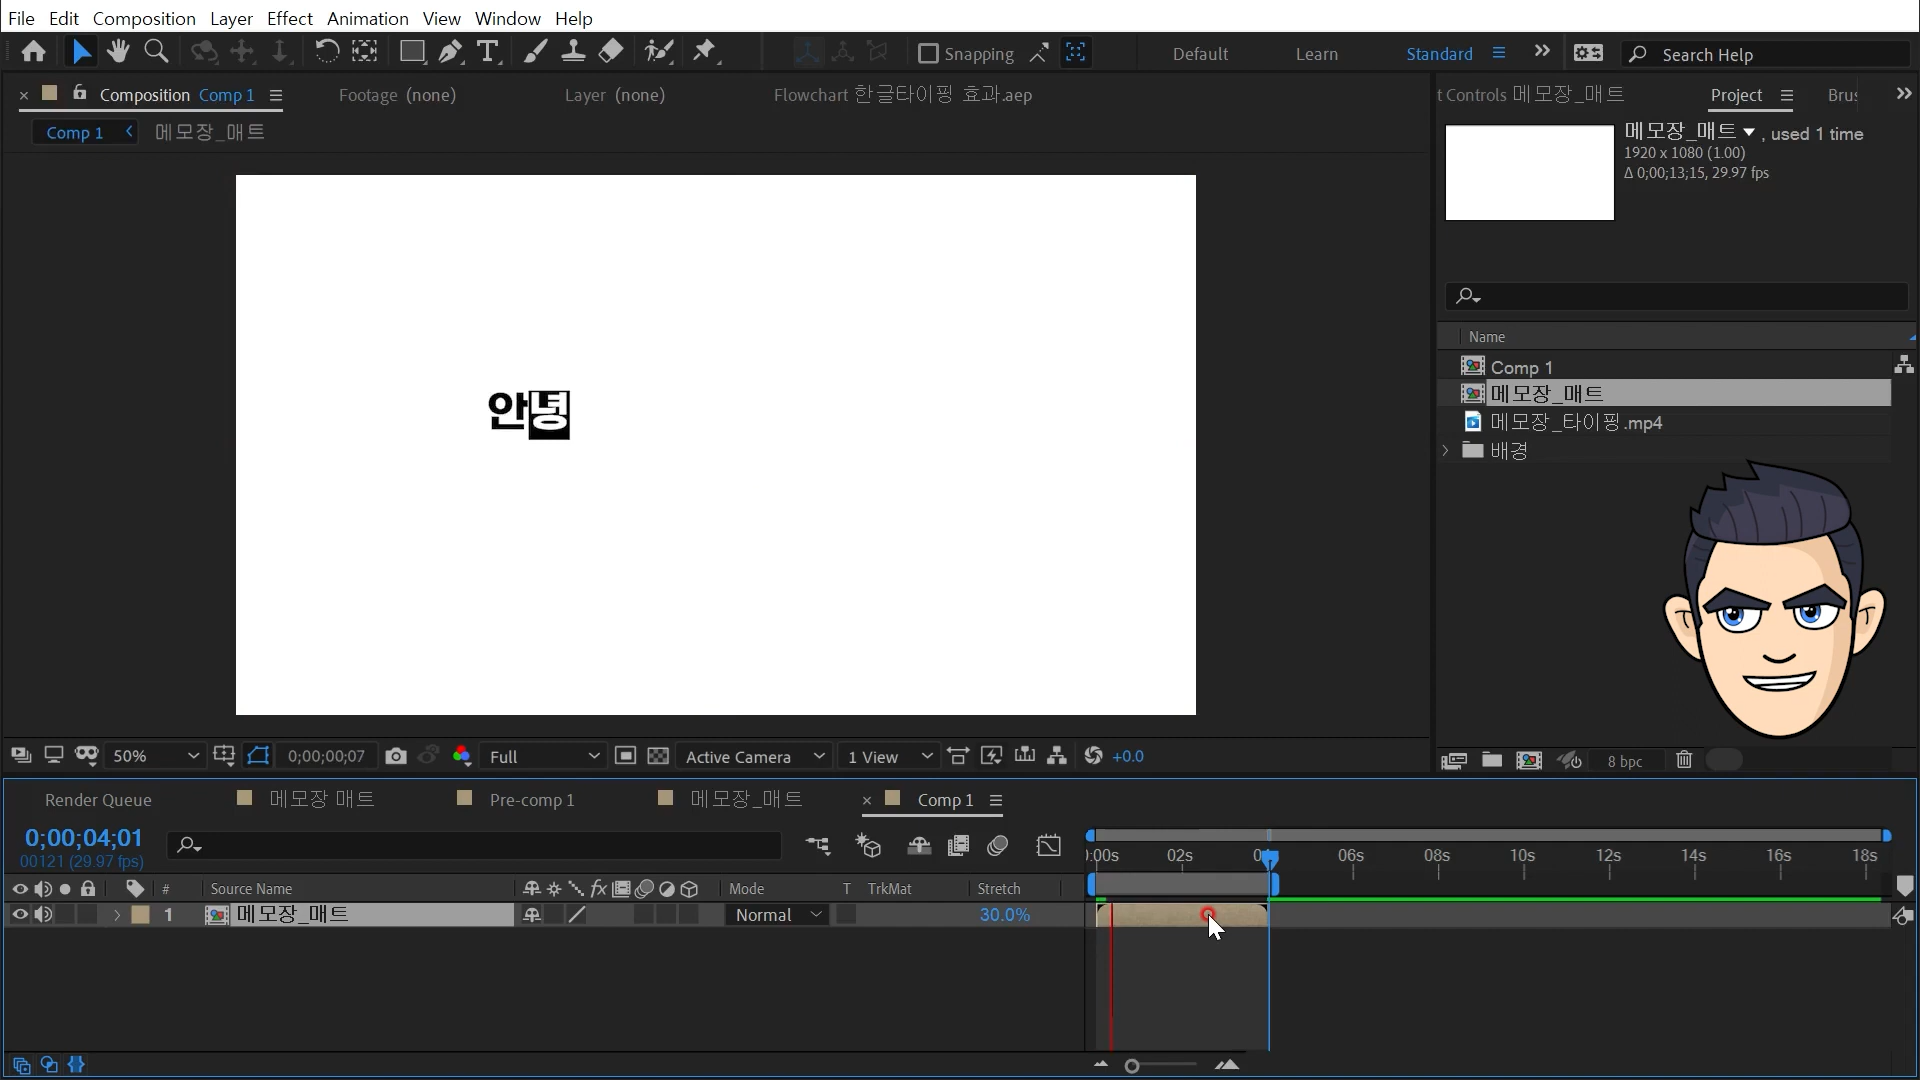 File Edit Composition Layer Effect Animation View Window Help
Snapping Default Learn Standard Search Help
Composition Comp 1 Footage (none) Layer (none) Flowchart 한글타이핑 효과.aep
t Controls 메모장_매트 Project Brus
Comp 1 메모장_매트
메모장_매트 , used 1 time
1920 x 1080 (1.00)
Δ 0;00;13;15, 29.97 fps
Name
Comp 1
메모장_매트
메모장_타이핑.mp4
배경
안녕
50% 0;00;00;07 Full Active Camera 1 View +0.0
8 bpc
Render Queue 메모장 매트 Pre-comp 1 메모장_매트 Comp 1
0;00;04;01
00121 (29.97 fps)
):00s 02s 0 06s 08s 10s 12s 14s 16s 18s
# Source Name Mode T TrkMat Stretch
1 메모장_매트 Normal 30.0%